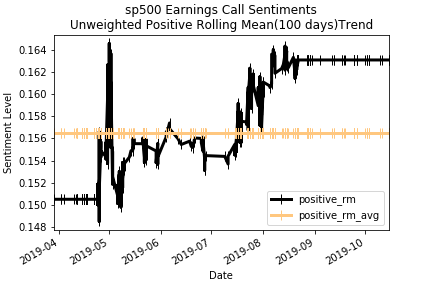 sp500 Earnings Call Sentiments
Unweighted Positive Rolling Mean(100 days)Trend
Sentiment Level
0.164
0.162
0.160
0.158
0.156
0.154
0.152
0.150
0.148
positive_rm
positive_rm_avg
2019-04
2019-05
2019-06
2019-07
2019-08
2019-09
2019-10
Date